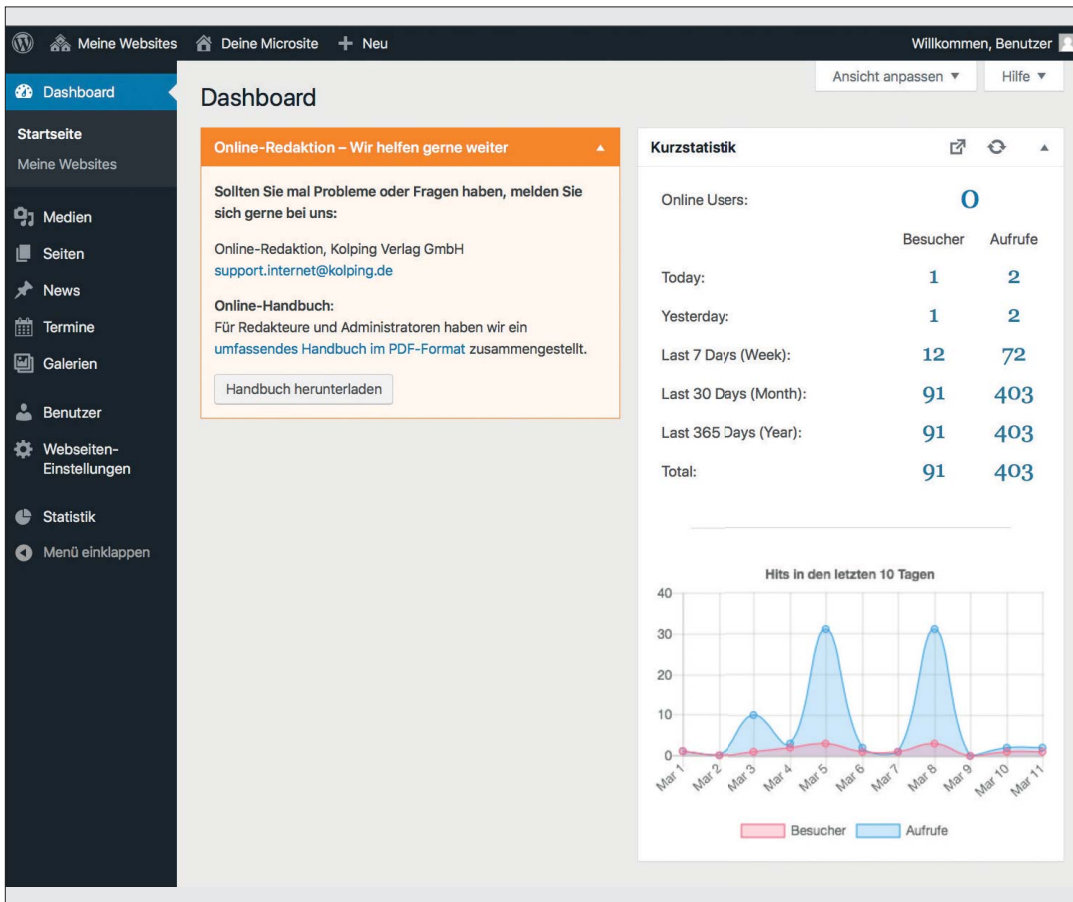 Meine Websites Deine Microsite Neu Willkommen, Benutzer
Ansicht anpassen ▼ Hilfe ▼
Dashboard
Startseite
Meine Websites
Medien
Seiten
News
Termine
Galerien
Benutzer
Webseiten-
Einstellungen
Statistik
Menü einklappen
Dashboard
Online-Redaktion – Wir helfen gerne weiter
Sollten Sie mal Probleme oder Fragen haben, melden Sie
sich gerne bei uns:
Online-Redaktion, Kolping Verlag GmbH
support.internet@kolping.de
Online-Handbuch:
Für Redakteure und Administratoren haben wir ein
umfassendes Handbuch im PDF-Format zusammengestellt.
Handbuch herunterladen
Kurzstatistik
Online Users: 0
Besucher Aufrufe
Today: 1 2
Yesterday: 1 2
Last 7 Days (Week): 12 72
Last 30 Days (Month): 91 403
Last 365 Days (Year): 91 403
Total: 91 403
Hits in den letzten 10 Tagen
40
30
20
10
0
Mar 1 Mar 2 Mar 3 Mar 4 Mar 5 Mar 6 Mar 7 Mar 8 Mar 9 Mar 10 Mar 11
Besucher Aufrufe